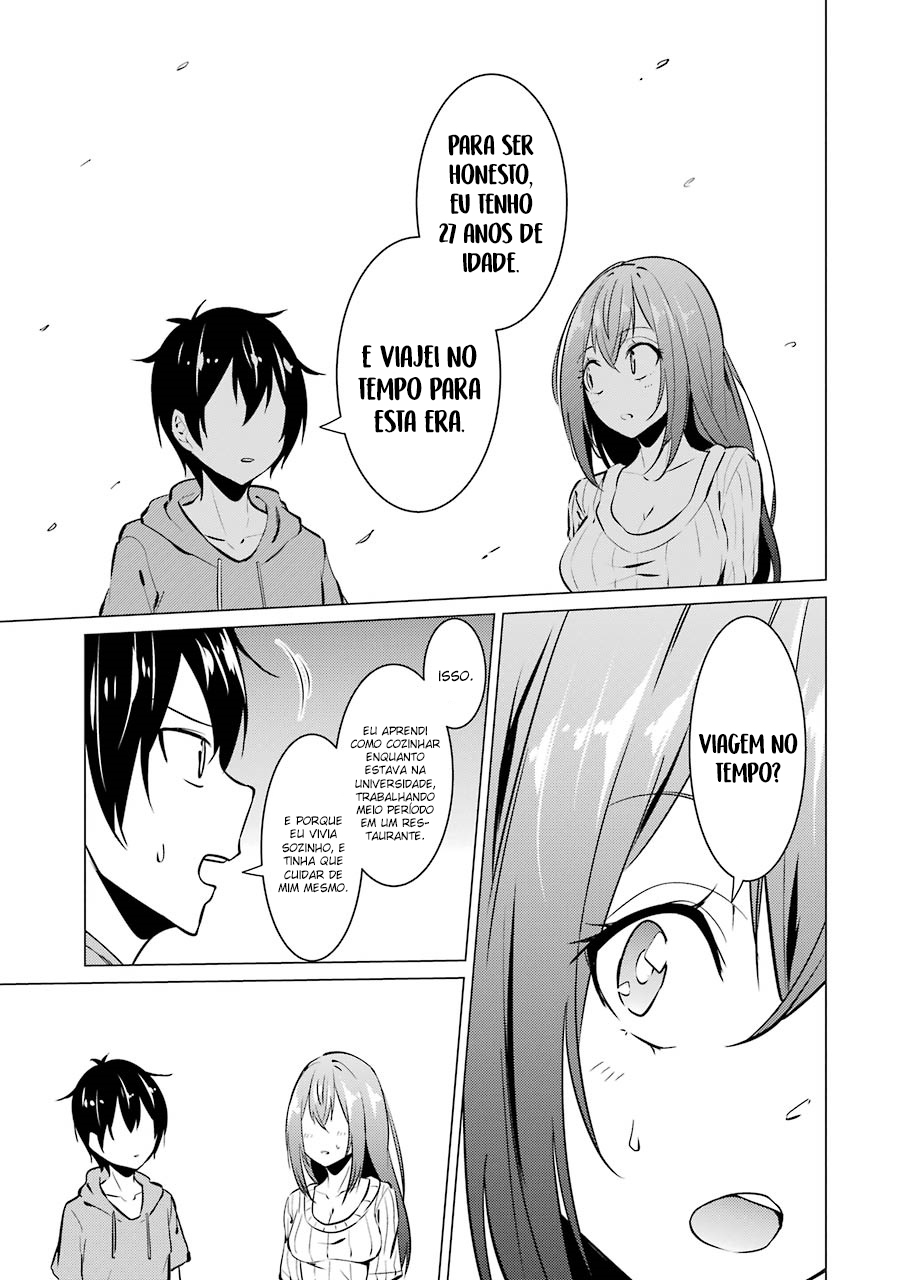 PARA SER
HONESTO,
EU TENHO
27 ANOS DE
IDADE.
E VIAJEI NO
TEMPO PARA
ESTA ERA.
VIAGEM NO
TEMPO?
ISSO.
EU APRENDI
COMO COZINHAR
ENQUANTO
ESTAVA NA
UNIVERSIDADE,
TRABALHANDO
MEIO PERÍODO
EM UM RES-
TAURANTE.
E PORQUE
EU VIVIA
SOZINHO, E
TINHA QUE
CUIDAR DE
MIM MESMO.